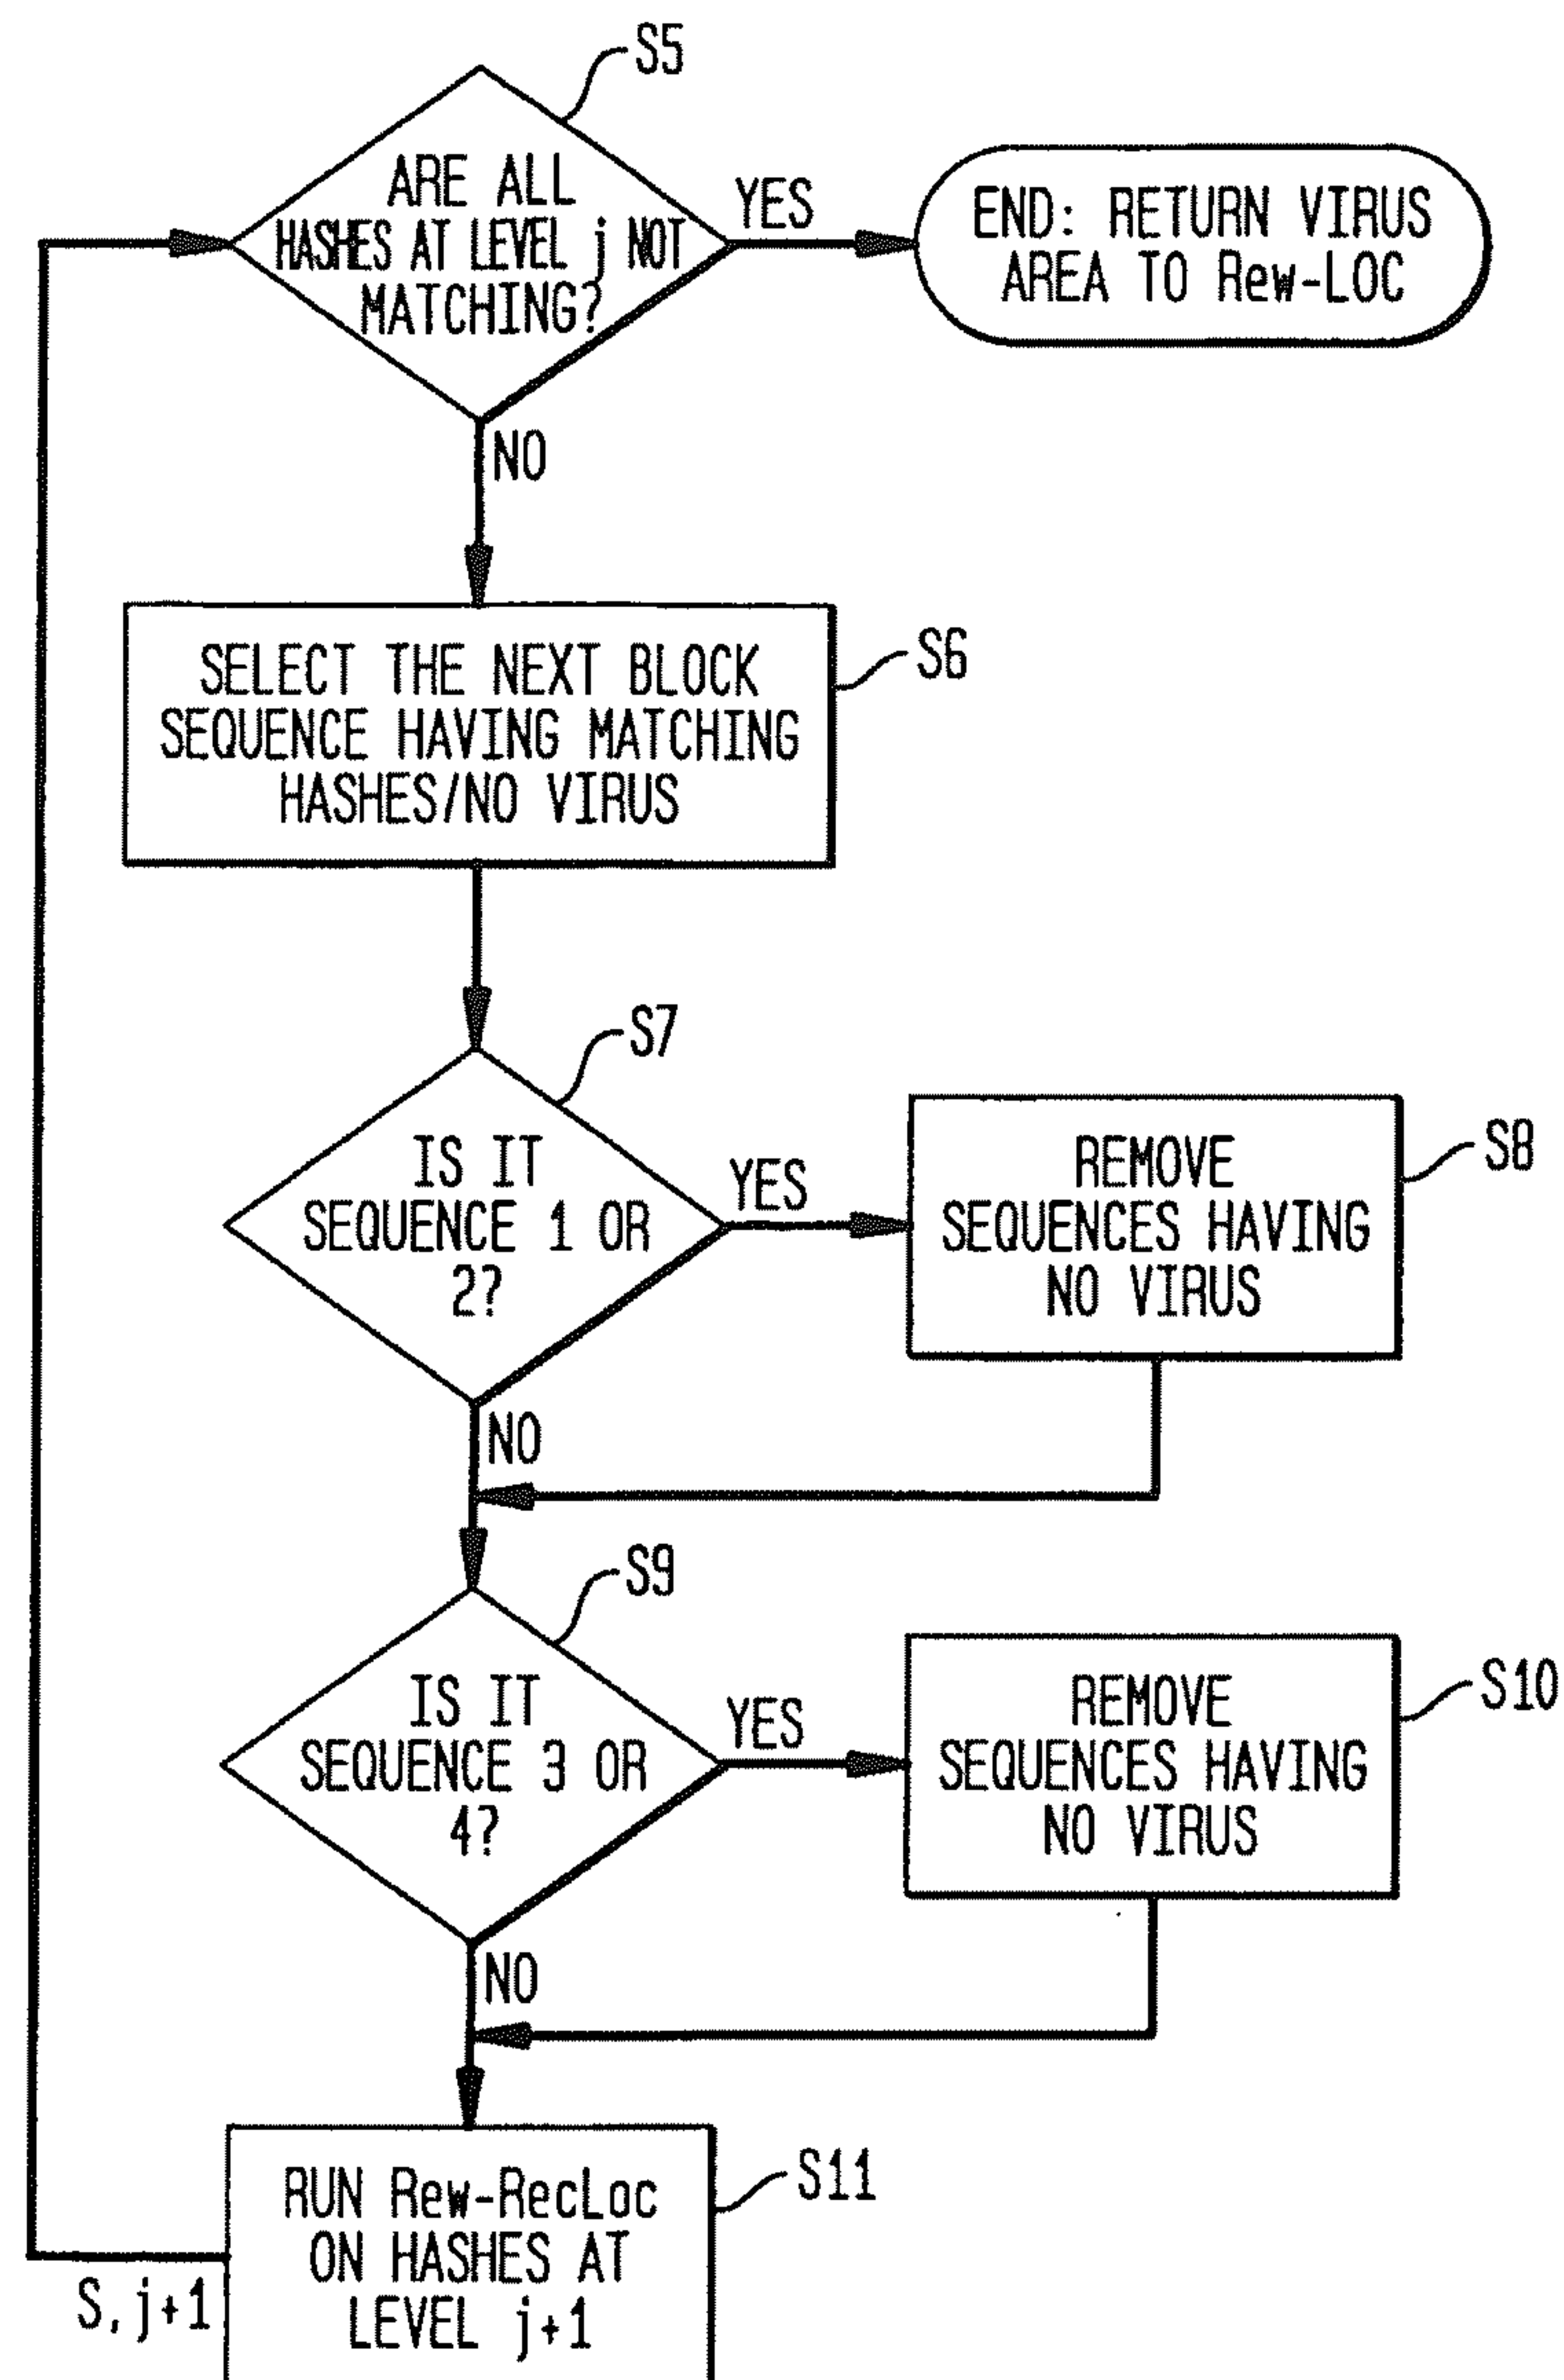 S5
ARE ALL
HASHES AT LEVEL j NOT
MATCHING?
YES
END: RETURN VIRUS
AREA TO Rew-LOC
NO
SELECT THE NEXT BLOCK
SEQUENCE HAVING MATCHING
HASHES/NO VIRUS
S6
S7
IS IT
SEQUENCE 1 OR
2?
YES
REMOVE
SEQUENCES HAVING
NO VIRUS
S8
NO
S9
IS IT
SEQUENCE 3 OR
4?
YES
REMOVE
SEQUENCES HAVING
NO VIRUS
S10
NO
RUN Rew-RecLoc
ON HASHES AT
LEVEL j+1
S11
S, j+1